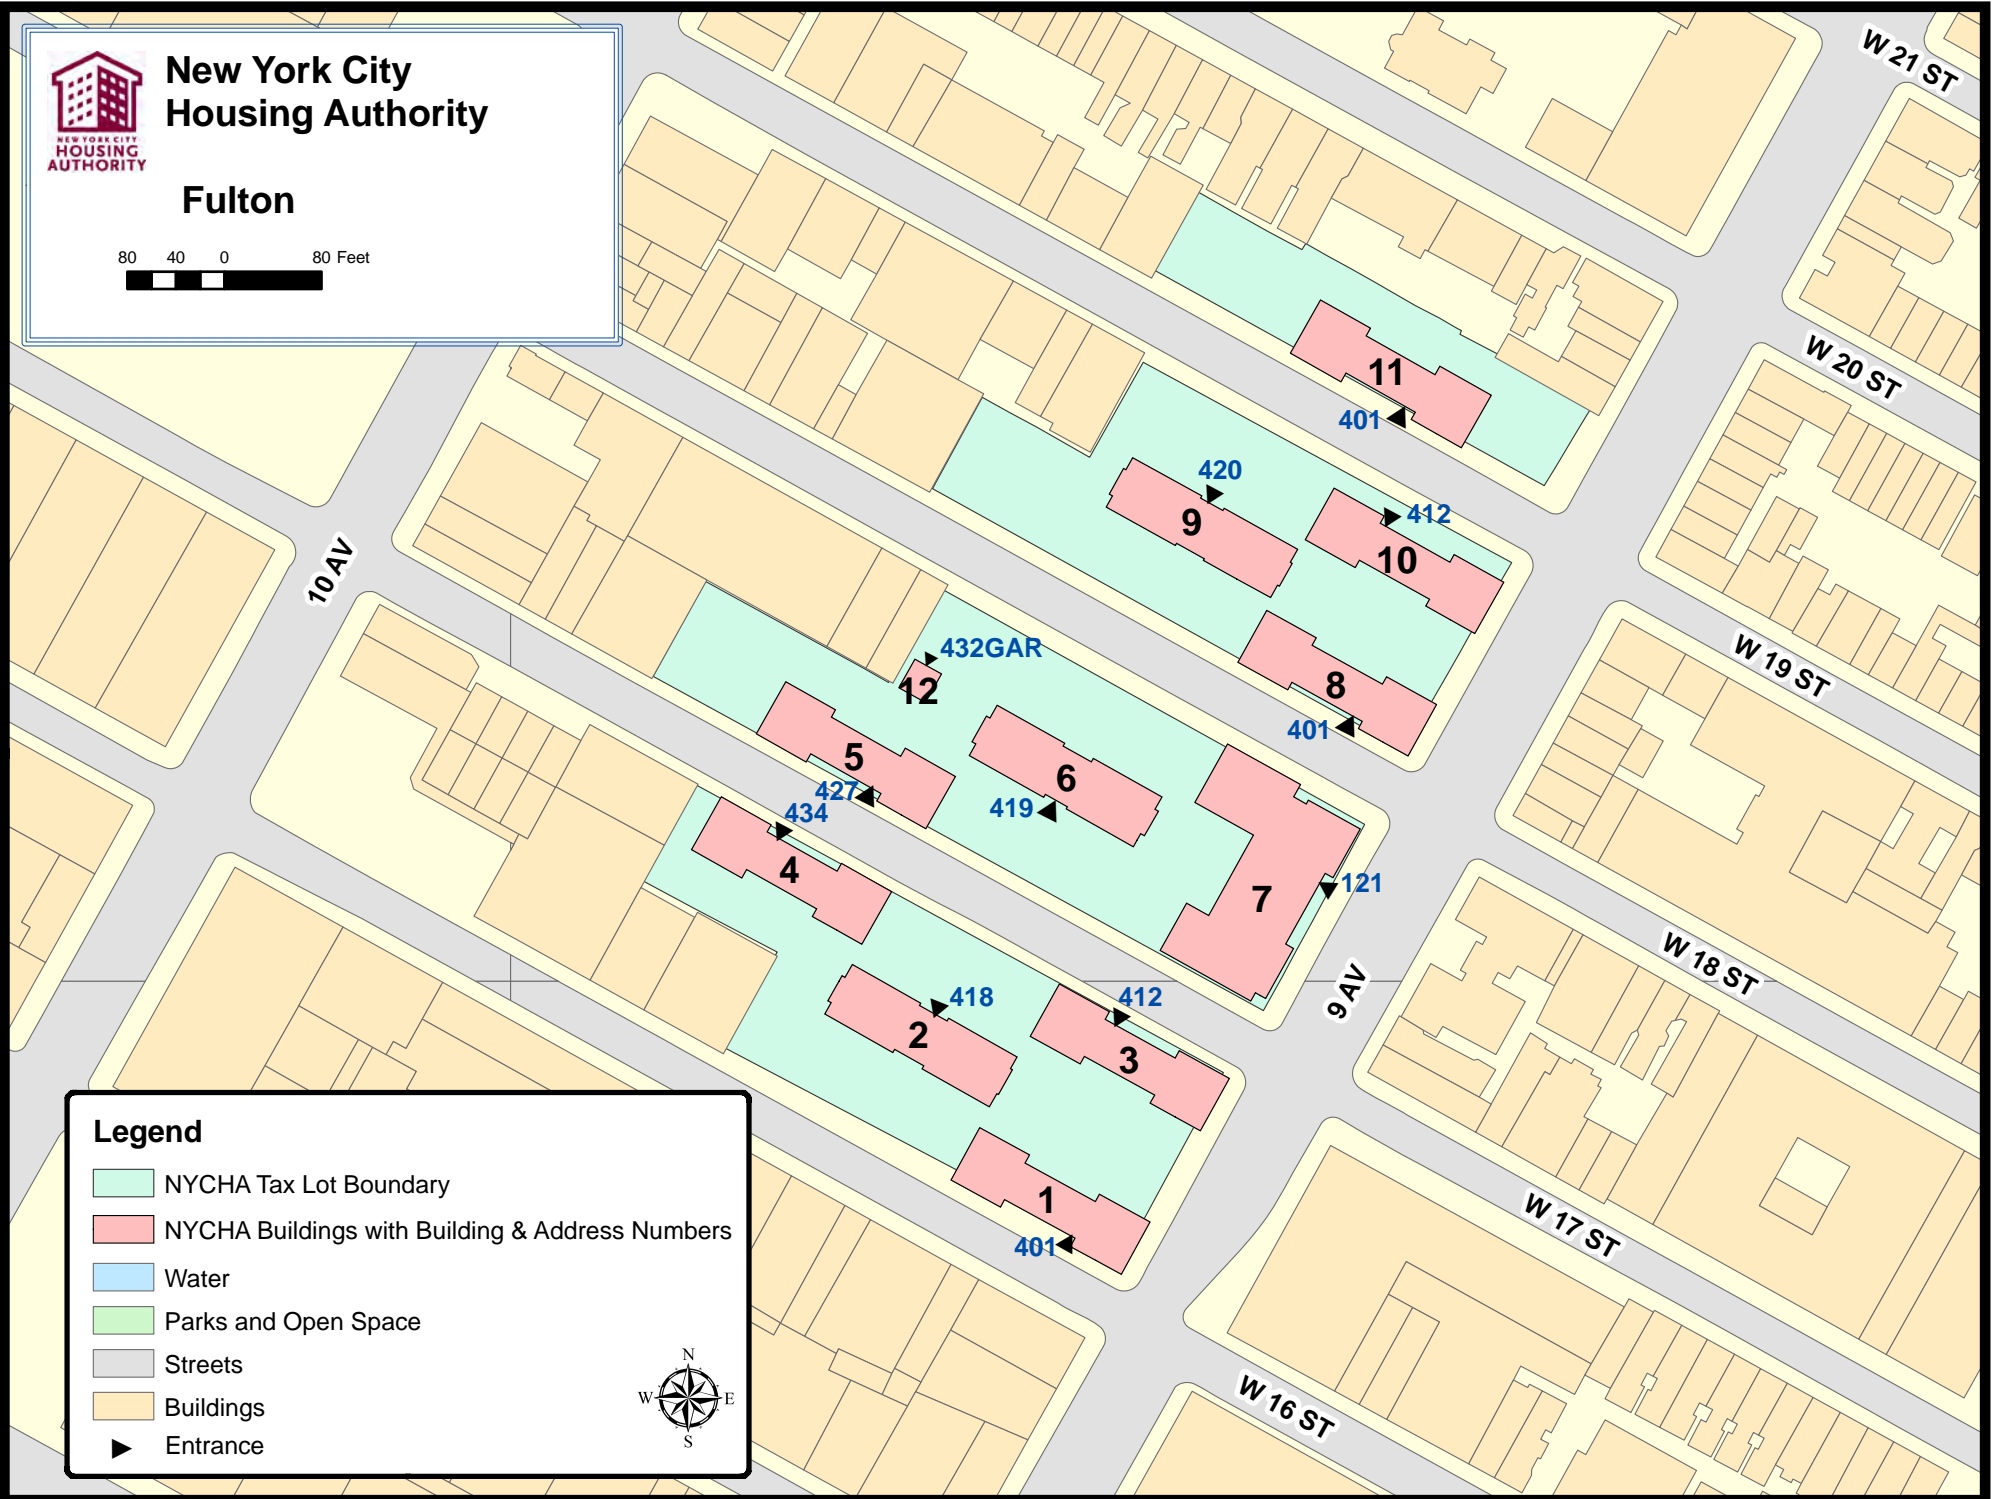 New York City
Housing Authority
NEW YORK CITY
HOUSING
AUTHORITY
Fulton
80 40 0 80 Feet
W 21 ST
W 20 ST
W 19 ST
W 18 ST
W 17 ST
W 16 ST
10 AV
9 AV
11
401
420
9
412
10
8
401
432GAR
12
5
427
6
419
7
121
434
4
418
2
412
3
1
401
Legend
NYCHA Tax Lot Boundary
NYCHA Buildings with Building & Address Numbers
Water
Parks and Open Space
Streets
Buildings
Entrance
N
W E
S